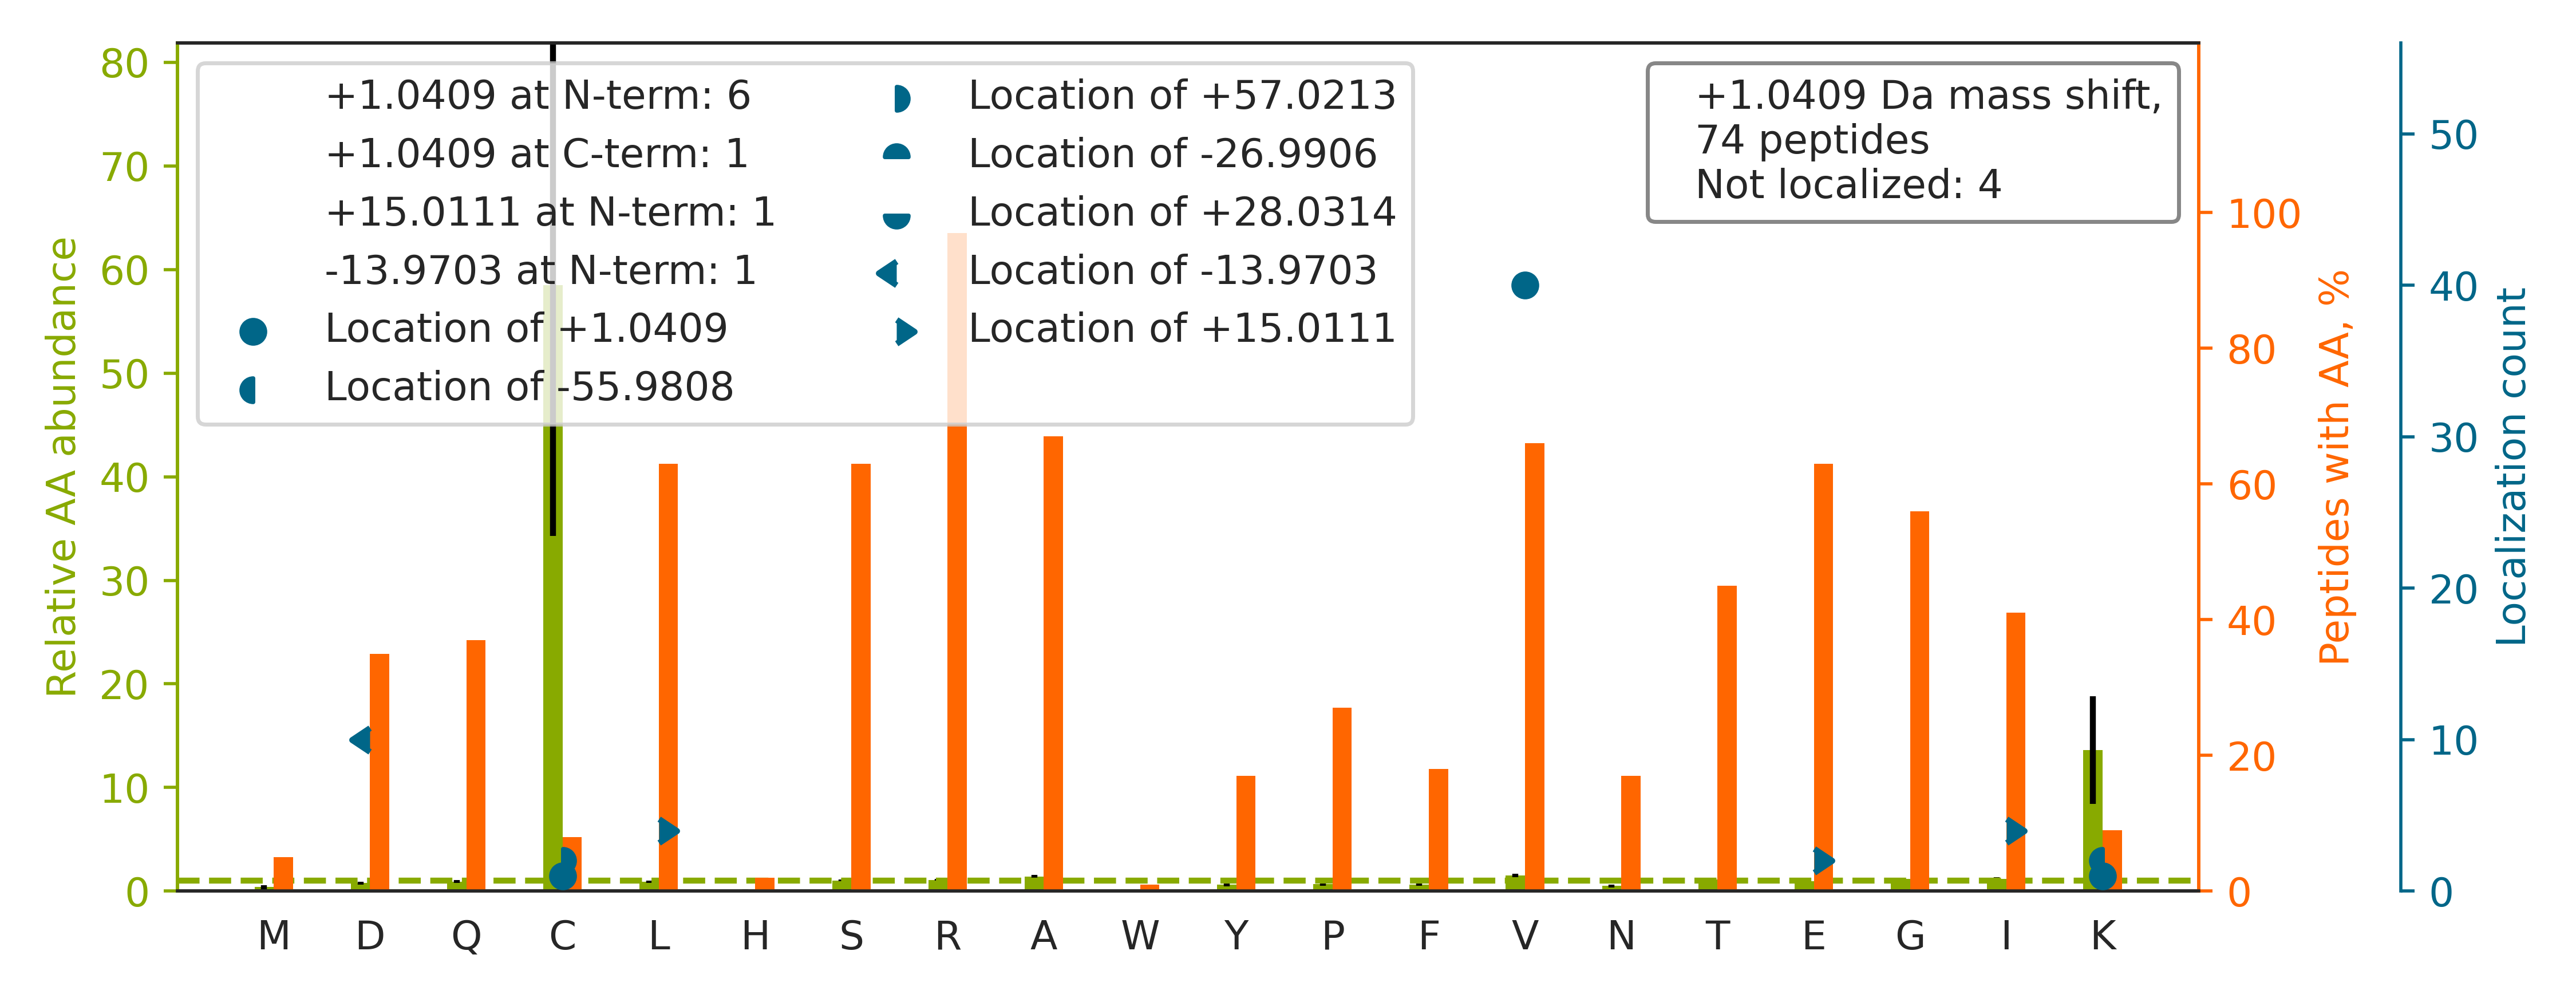 +1.0409 at N-term: 6
+1.0409 at C-term: 1
+15.0111 at N-term: 1
-13.9703 at N-term: 1
Location of +1.0409
Location of -55.9808
Location of +57.0213
Location of -26.9906
Location of +28.0314
Location of -13.9703
Location of +15.0111
+1.0409 Da mass shift,
74 peptides
Not localized: 4
Relative AA abundance
80
70
60
50
40
30
20
10
0
Peptides with AA, %
100
80
60
40
20
0
Localization count
50
40
30
20
10
0
M D Q C L H S R A W Y P F V N T E G I K